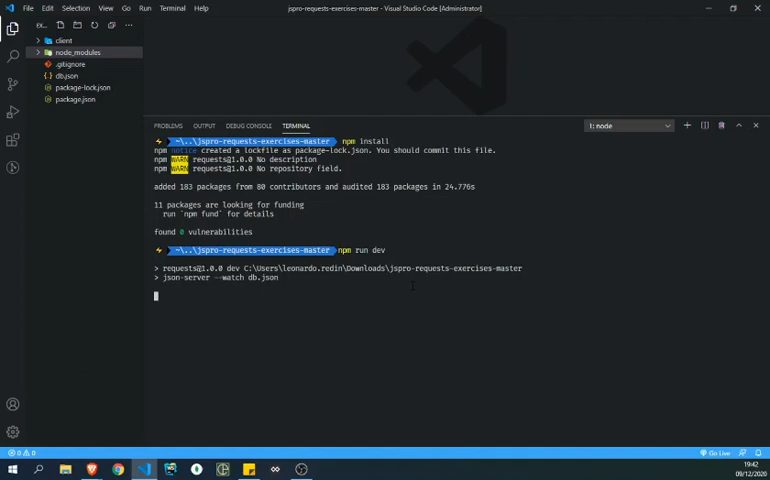 File Edit Selection View Go Run Terminal Help
jspro-requests-exercises-master - Visual Studio Code [Administrator]
EX...
client
node_modules
.gitignore
db.json
package-lock.json
package.json
PROBLEMS OUTPUT DEBUG CONSOLE TERMINAL
1: node
~\..\jspro-requests-exercises-master npm install
npm notice created a lockfile as package-lock.json. You should commit this file.
npm WARN requests@1.0.0 No description
npm WARN requests@1.0.0 No repository field.
added 183 packages from 80 contributors and audited 183 packages in 24.776s
11 packages are looking for funding
run `npm fund` for details
found 0 vulnerabilities
~\..\jspro-requests-exercises-master npm run dev
> requests@1.0.0 dev C:\Users\leonardo.redin\Downloads\jspro-requests-exercises-master
> json-server --watch db.json
0 0
Go Live
19:42
09/12/2020